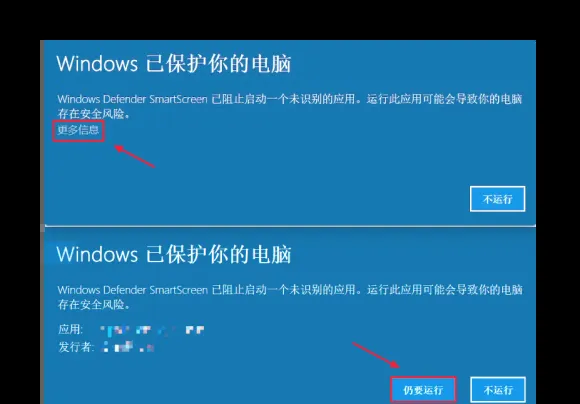 Windows 已保护你的电脑
Windows Defender SmartScreen 已阻止启动一个未识别的应用。运行此应用可能会导致你的电脑
存在安全风险。
更多信息
不运行
Windows 已保护你的电脑
Windows Defender SmartScreen 已阻止启动一个未识别的应用。运行此应用可能会导致你的电脑
存在安全风险。
应用:
发行者:
仍要运行 不运行